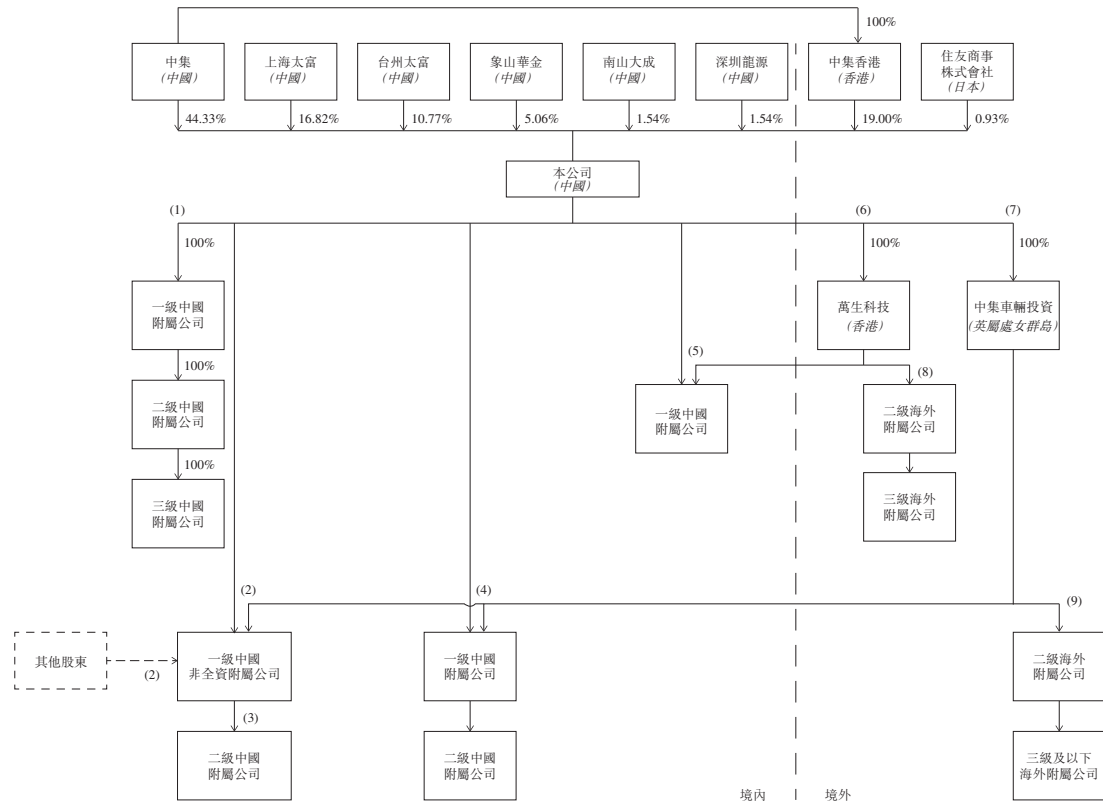 100%
中集
(中國)
上海太富
(中國)
台州太富
(中國)
象山華金
(中國)
南山大成
(中國)
深圳龍源
(中國)
中集香港
(香港)
住友商事
株式會社
(日本)
44.33%
16.82%
10.77%
5.06%
1.54%
1.54%
19.00%
0.93%
本公司
(中國)
(1)
(6)
(7)
100%
100%
100%
一級中國
附屬公司
萬生科技
(香港)
中集車輛投資
(英屬處女群島)
100%
(5)
(8)
二級中國
附屬公司
一級中國
附屬公司
二級海外
附屬公司
100%
三級中國
附屬公司
三級海外
附屬公司
(2)
(4)
(9)
其他股東
(2)
一級中國
非全資附屬公司
一級中國
附屬公司
二級海外
附屬公司
(3)
二級中國
附屬公司
二級中國
附屬公司
三級及以下
海外附屬公司
境內
境外